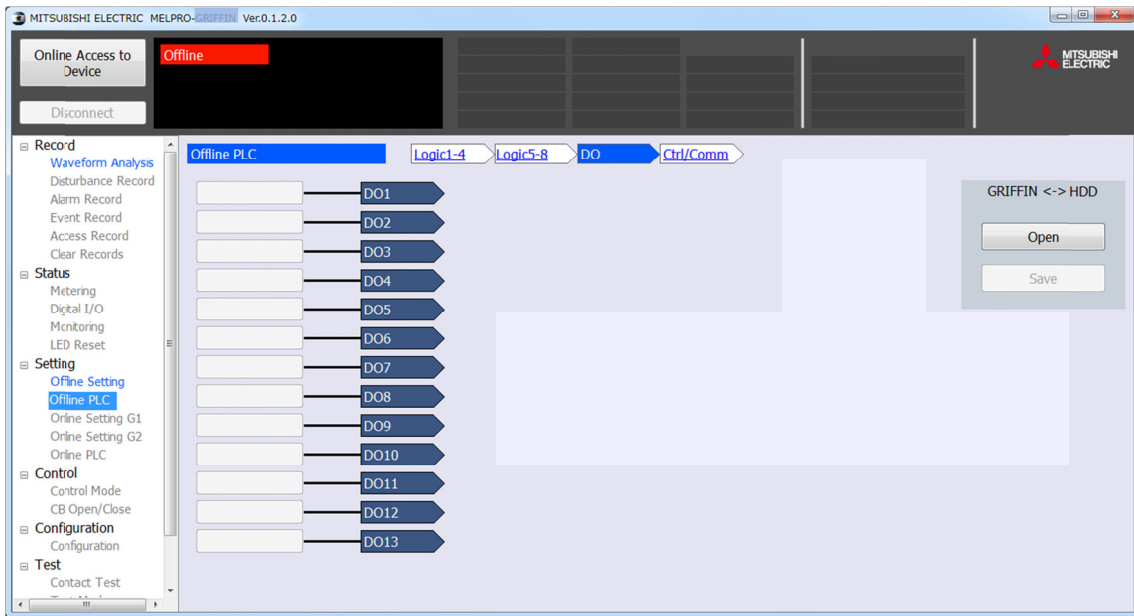 MITSUBISHI ELECTRIC MELPRO-GRIFFIN Ver.0.1.2.0
Online Access to
Device
Disconnect
Offline
MITSUBISHI
ELECTRIC
Record
Waveform Analysis
Disturbance Record
Alarm Record
Event Record
Access Record
Clear Records
Status
Metering
Digital I/O
Monitoring
LED Reset
Setting
Offline Setting
Offline PLC
Online Setting G1
Online Setting G2
Online PLC
Control
Control Mode
CB Open/Close
Configuration
Configuration
Test
Contact Test
Offline PLC
Logic1-4 Logic5-8 DO Ctrl/Comm
DO1
DO2
DO3
DO4
DO5
DO6
DO7
DO8
DO9
DO10
DO11
DO12
DO13
GRIFFIN <-> HDD
Open
Save